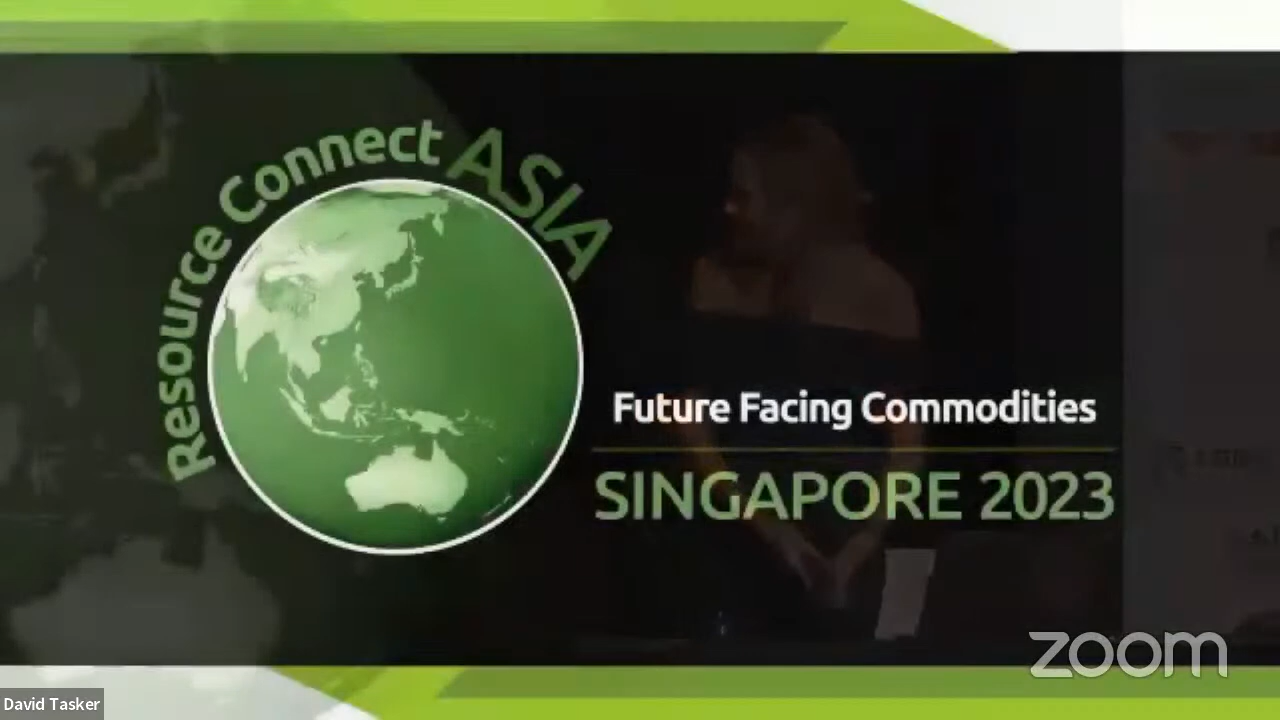 Resource Connect ASIA
Future Facing Commodities
SINGAPORE 2023
zoom
David Tasker